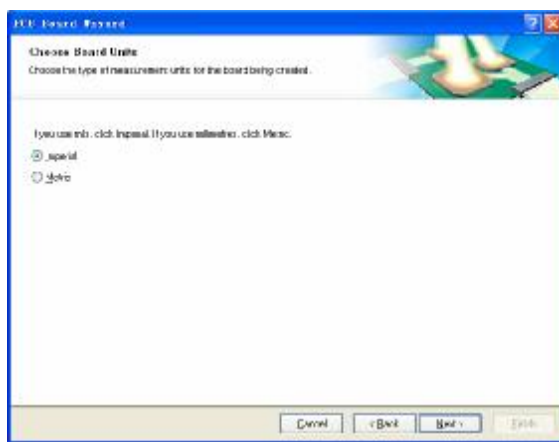 PCB Board Wizard
Choose Board Units
Choose the type of measurement units for the board being created.
If you use mils, click Imperial. If you use millimetres, click Metric.
Imperial
Metric
Cancel
< Back
Next >
Finish